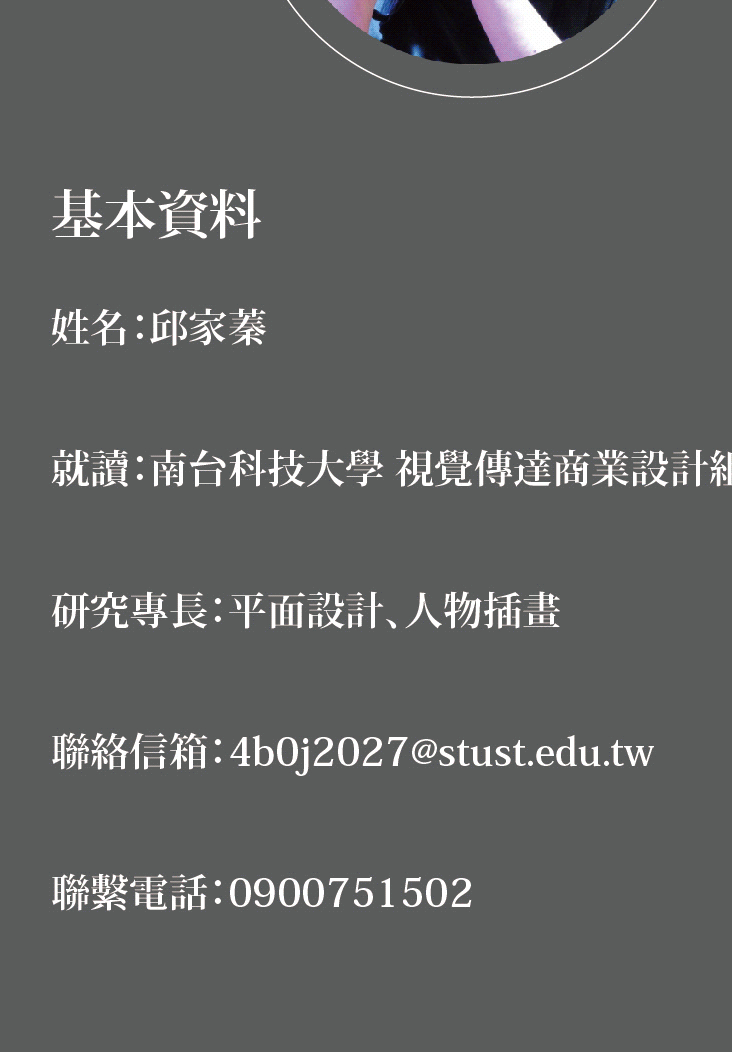 基本資料
姓名：邱家蓁
就讀：南台科技大學 視覺傳達商業設計組
研究專長：平面設計、人物插畫
聯絡信箱：4b0j2027@stust.edu.tw
聯繫電話：0900751502